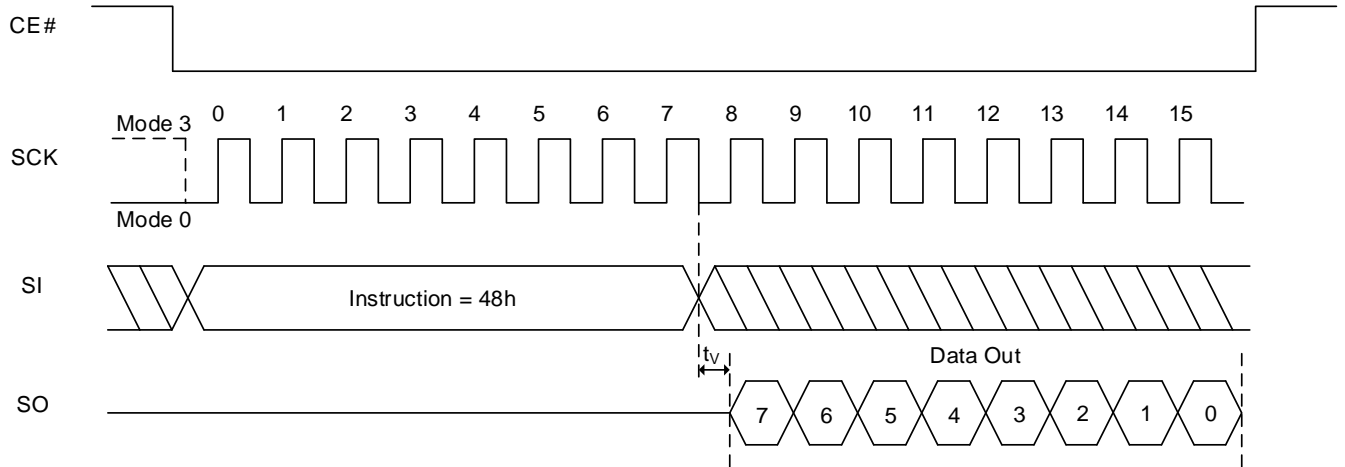 CE#
Mode 3
0 1 2 3 4 5 6 7 8 9 10 11 12 13 14 15
SCK
Mode 0
SI
Instruction = 48h
tV
Data Out
SO
7 6 5 4 3 2 1 0